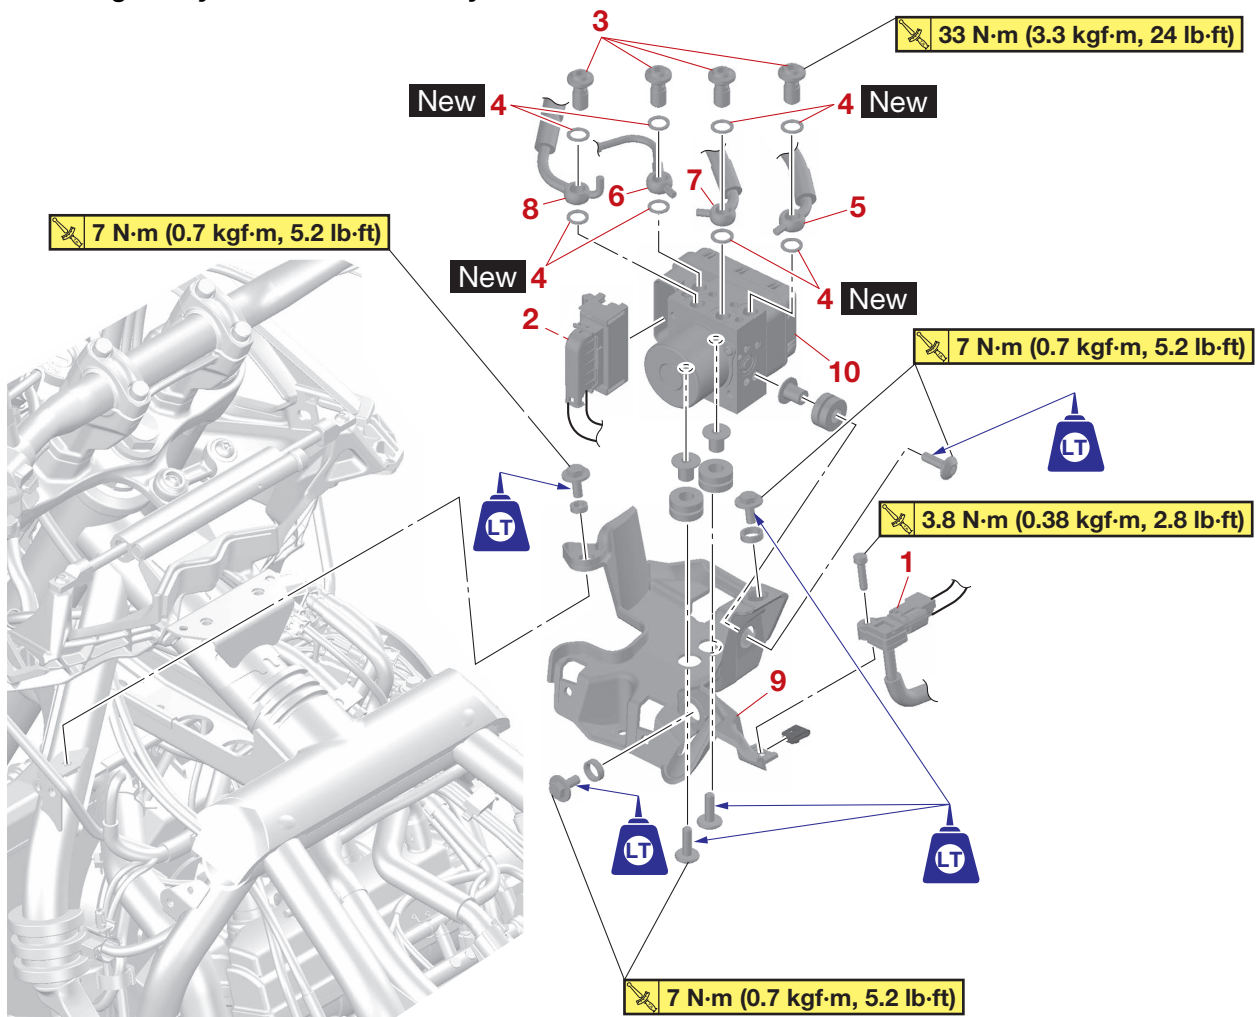 3
33 N·m (3.3 kgf·m, 24 lb·ft)
New 4
4 New
8
6
7
5
7 N·m (0.7 kgf·m, 5.2 lb·ft)
New 4
4 New
2
10
7 N·m (0.7 kgf·m, 5.2 lb·ft)
LT
LT
3.8 N·m (0.38 kgf·m, 2.8 lb·ft)
1
9
LT
LT
7 N·m (0.7 kgf·m, 5.2 lb·ft)